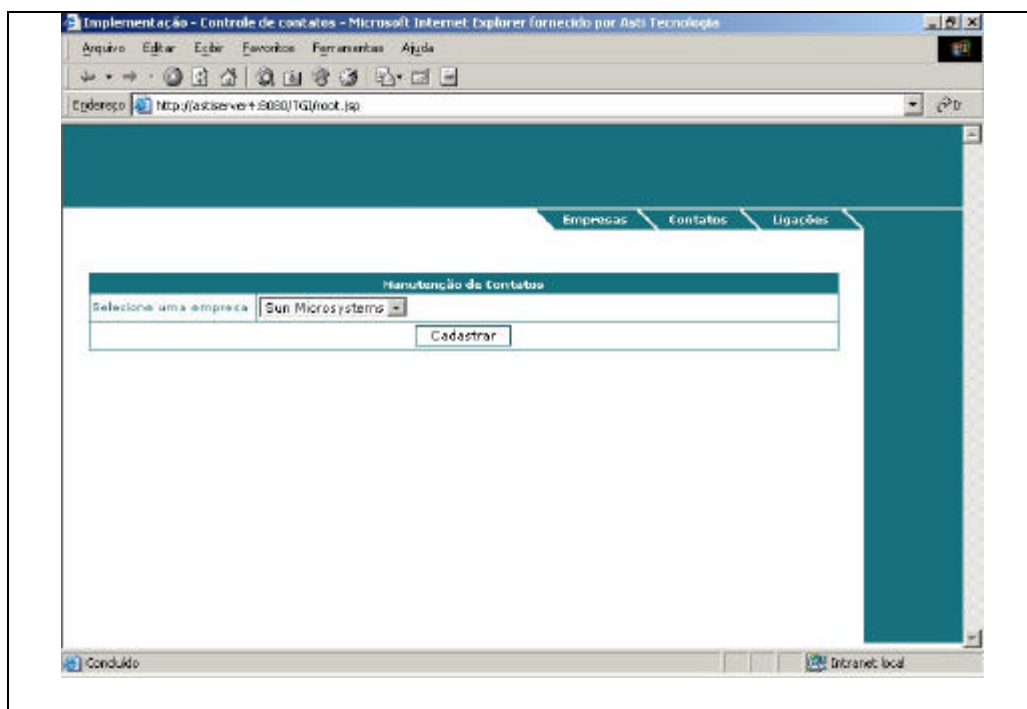 Implementação - Controle de contatos - Microsoft Internet Explorer fornecido por Asti Tecnologia
Arquivo Editar Exibir Favoritos Ferramentas Ajuda
Endereço http://astiserver4:8080/TGI/root.jsp
Empresas Contatos Ligações
Manutenção de Contatos
Selecione uma empresa Sun Microsystems
Cadastrar
Concluído Intranet local